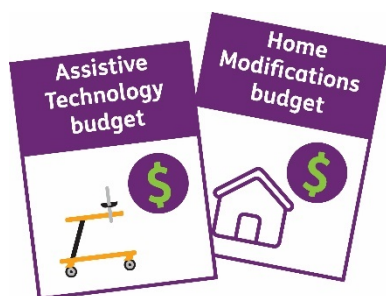 Assistive
Technology
budget
$
Home
Modifications
budget
$